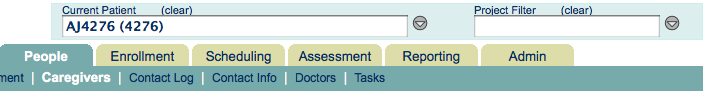 Current Patient (clear) Project Filter (clear)
AJ4276 (4276)
People Enrollment Scheduling Assessment Reporting Admin
ment | Caregivers | Contact Log | Contact Info | Doctors | Tasks